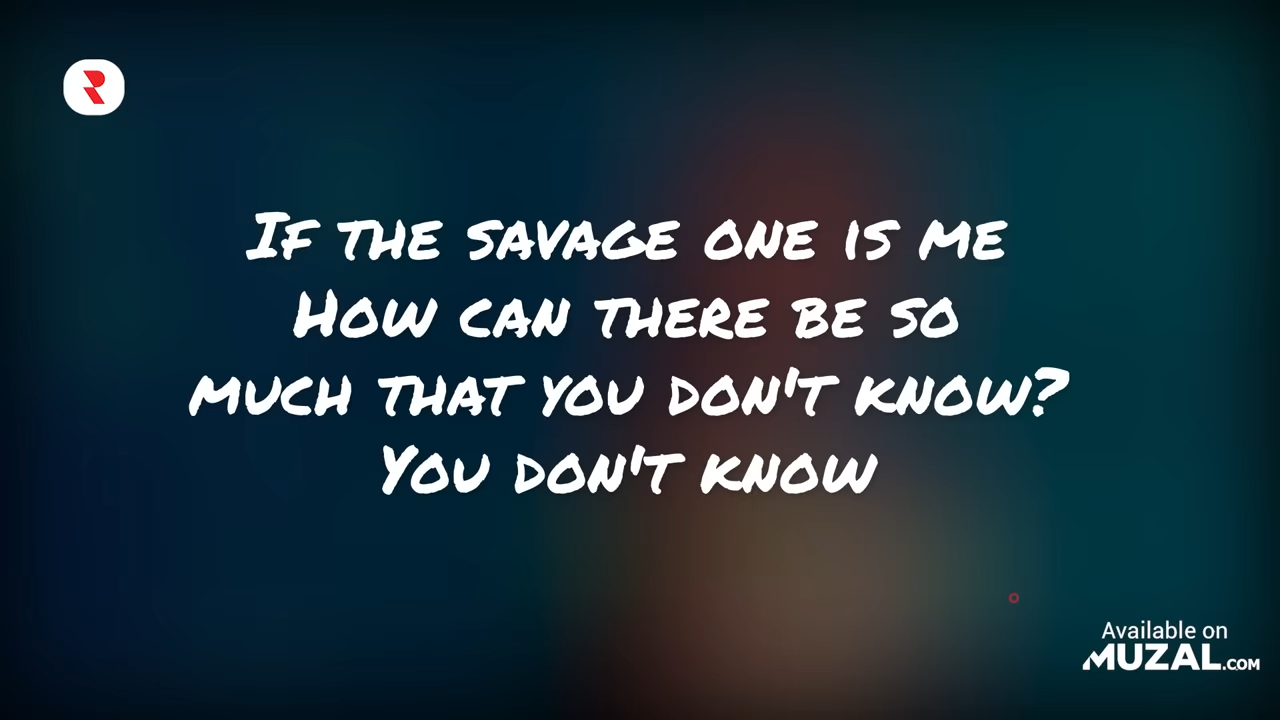 If the savage one is me
How can there be so
much that you don't know?
You don't know
Available on
MUZAL.COM